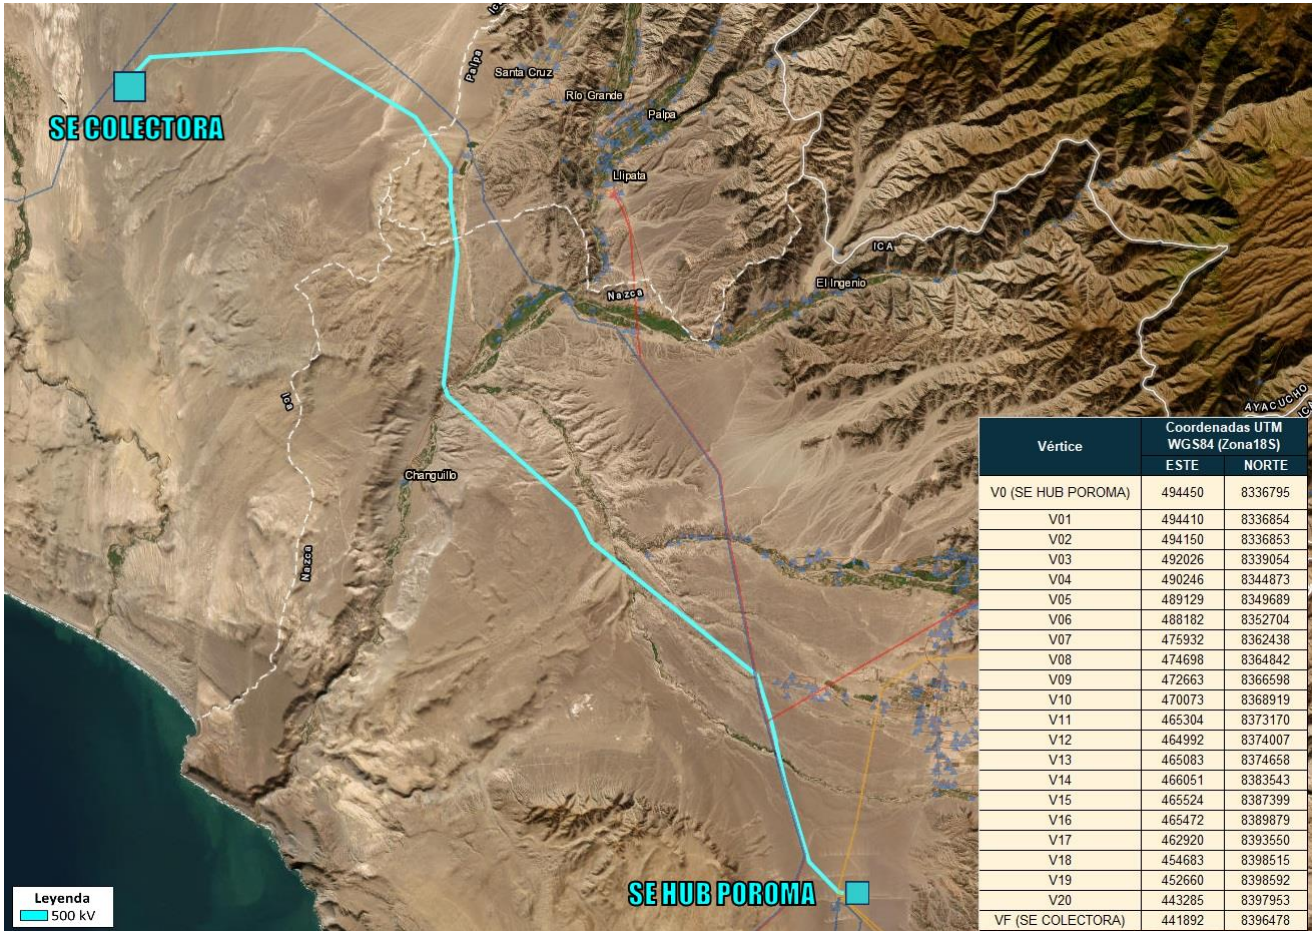 Ic
Palpa
Santa Cruz
Río Grande
Palpa
SE COLECTORA
Llipata
ICA
El Ingenio
Nazca
Ica
AYACUCHO
ICA
Changuillo
Nazca
SE HUB POROMA
Leyenda
500 kV
Vértice Coordenadas UTM
WGS84 (Zona18S)
ESTE NORTE
V0 (SE HUB POROMA) 494450 8336795
V01 494410 8336854
V02 494150 8336853
V03 492026 8339054
V04 490246 8344873
V05 489129 8349689
V06 488182 8352704
V07 475932 8362438
V08 474698 8364842
V09 472663 8366598
V10 470073 8368919
V11 465304 8373170
V12 464992 8374007
V13 465083 8374658
V14 466051 8383543
V15 465524 8387399
V16 465472 8389879
V17 462920 8393550
V18 454683 8398515
V19 452660 8398592
V20 443285 8397953
VF (SE COLECTORA) 441892 8396478